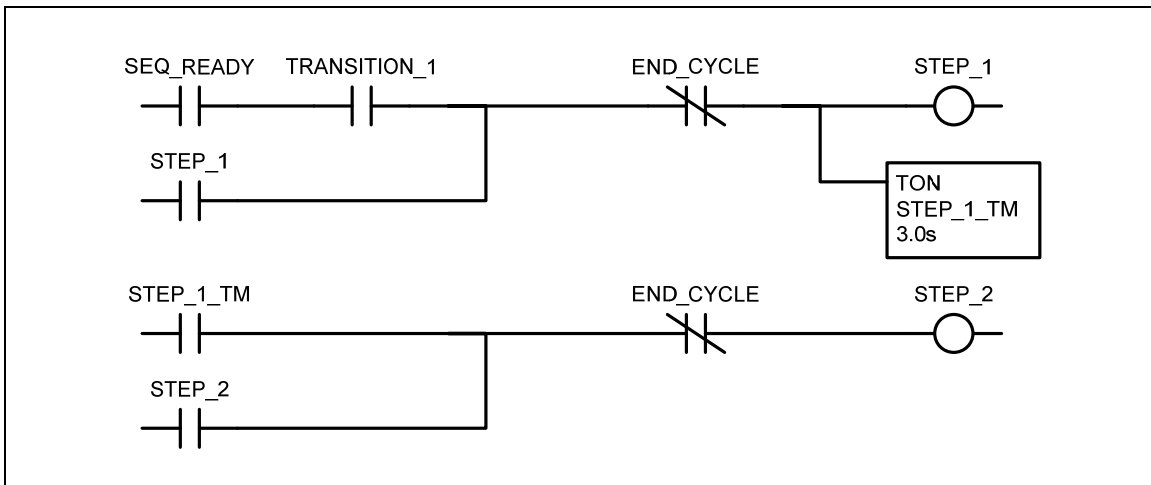 SEQ_READY TRANSITION_1 END_CYCLE STEP_1
STEP_1
TON
STEP_1_TM
3.0s
STEP_1_TM END_CYCLE STEP_2
STEP_2